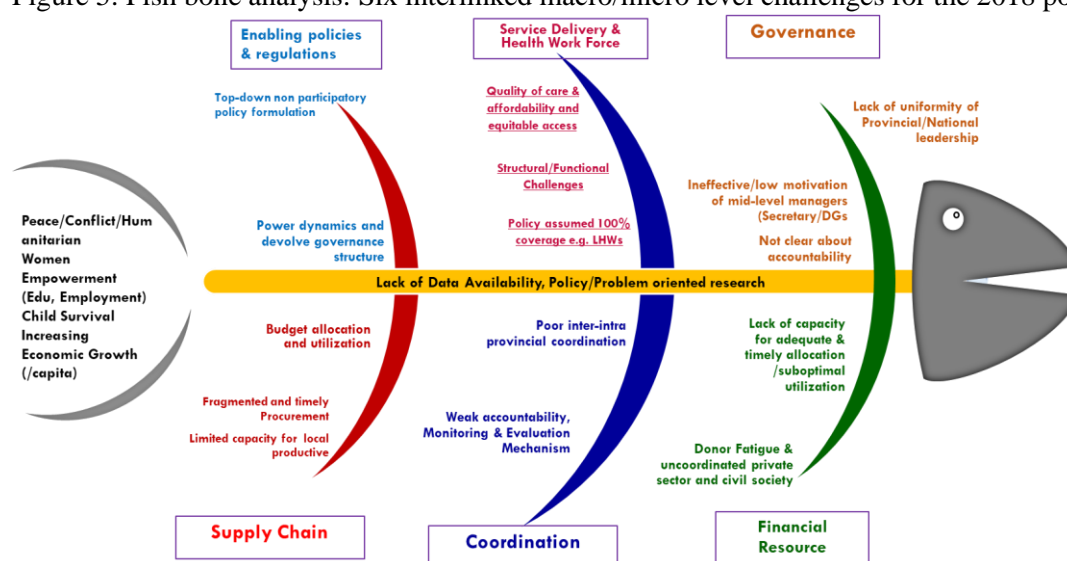 Figure 3: Fish bone analysis: Six interlinked macro/micro level challenges for the 2018 po
Enabling policies
& regulations
Service Delivery &
Health Work Force
Governance
Top-down non participatory
policy formulation
Power dynamics and
devolve governance
structure
Quality of care &
affordability and
equitable access
Structural/Functional
Challenges
Policy assumed 100%
coverage e.g. LHWs
Lack of uniformity of
Provincial/National
leadership
Ineffective/low motivation
of mid-level managers
(Secretary/DGs
Not clear about
accountability
Peace/Conflict/Hum
anitarian
Women
Empowerment
(Edu, Employment)
Child Survival
Increasing
Economic Growth
(/capita)
Lack of Data Availability, Policy/Problem oriented research
Budget allocation
and utilization
Fragmented and timely
Procurement
Limited capacity for local
productive
Poor inter-intra
provincial coordination
Weak accountability,
Monitoring & Evaluation
Mechanism
Lack of capacity
for adequate &
timely allocation
/suboptimal
utilization
Donor Fatigue &
uncoordinated private
sector and civil society
Supply Chain
Coordination
Financial
Resource